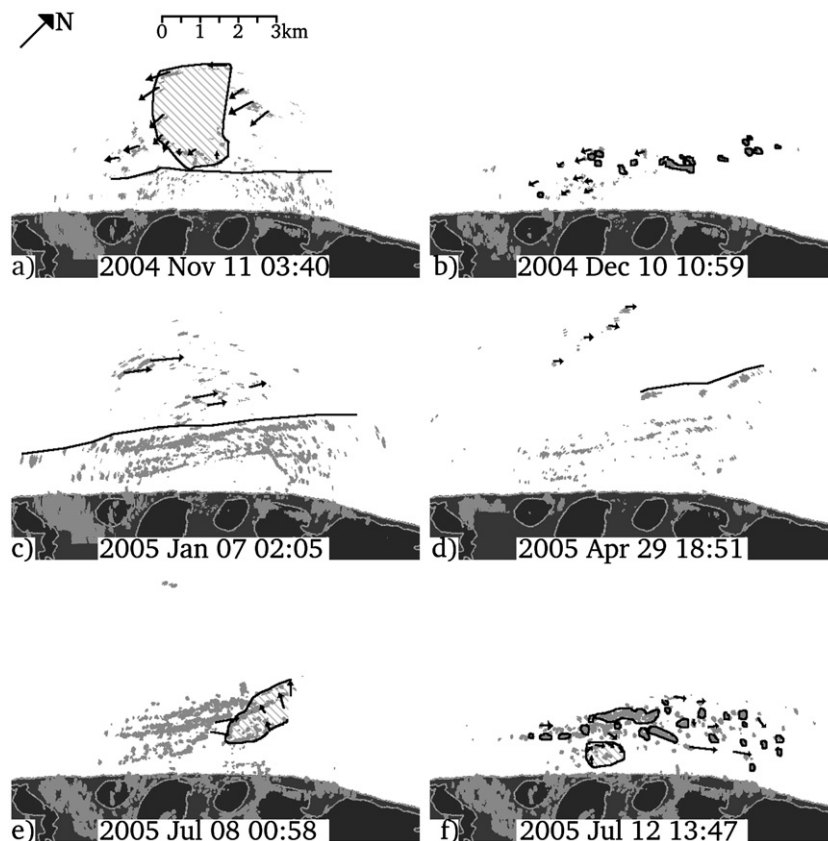 N
0 1 2 3km
a) 2004 Nov 11 03:40
b) 2004 Dec 10 10:59
c) 2005 Jan 07 02:05
d) 2005 Apr 29 18:51
e) 2005 Jul 08 00:58
f) 2005 Jul 12 13:47